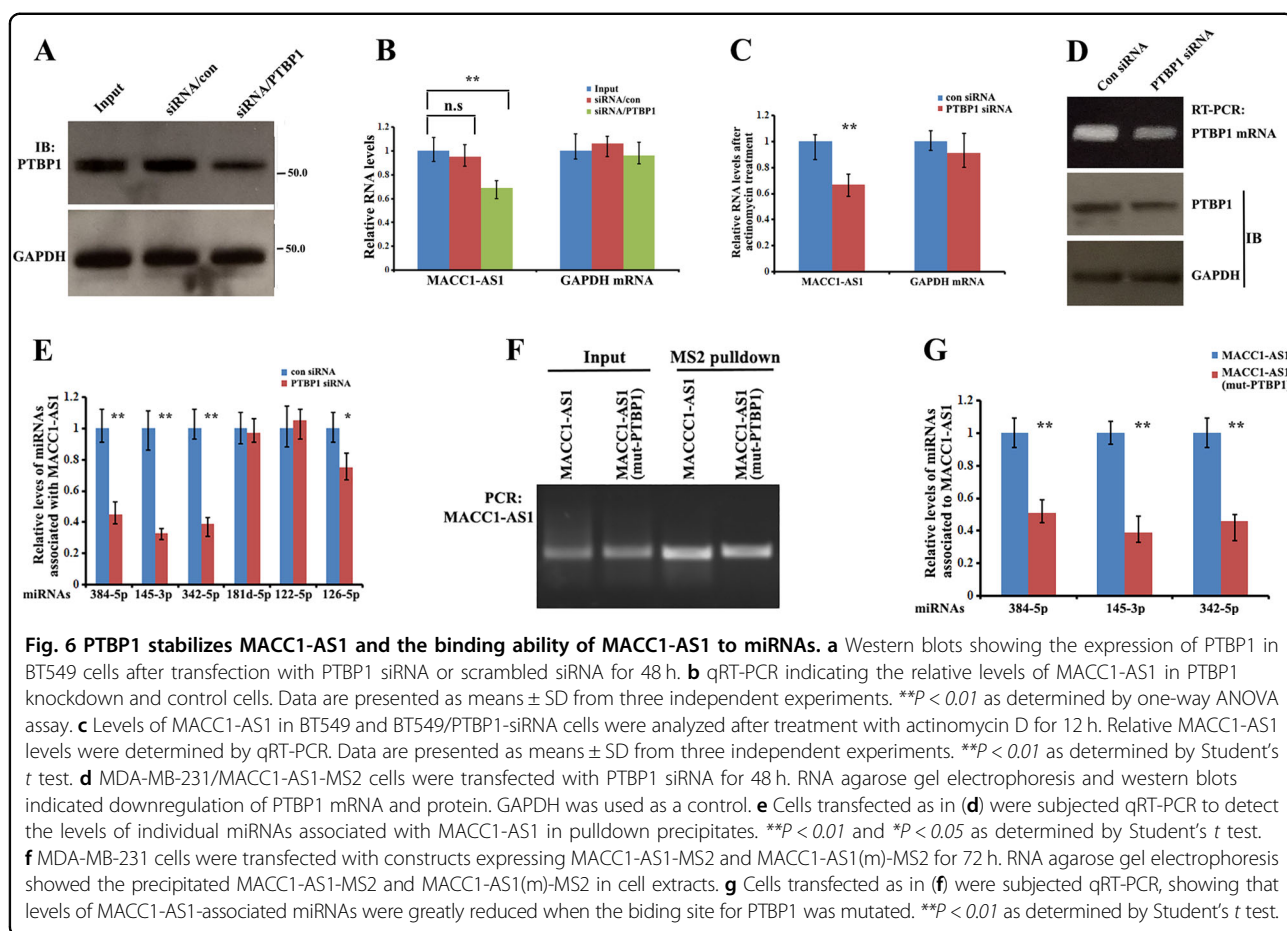 A
Input
siRNA/con
siRNA/PTBP1
IB:
PTBP1
50.0
GAPDH
50.0
B
Relative RNA levels
1.4
1.2
1
0.8
0.6
0.4
0.2
0
**
n.s
Input
siRNA/con
siRNA/PTBP1
MACC1-AS1
GAPDH mRNA
C
Relative RNA levels after
actinomycin treatment
1.4
1.2
1
0.8
0.6
0.4
0.2
0
**
con siRNA
PTBP1 siRNA
MACC1-AS1
GAPDH mRNA
D
Con siRNA
PTBP1 siRNA
RT-PCR:
PTBP1 mRNA
PTBP1
IB
GAPDH
E
Relative levels of miRNAs
associated with MACC1-AS1
1.4
1.2
1
0.8
0.6
0.4
0.2
0
con siRNA
PTBP1 siRNA
** ** ** *
miRNAs 384-5p 145-3p 342-5p 181d-5p 122-5p 126-5p
F
Input MS2 pulldown
MACC1-AS1
MACC1-AS1
(mut-PTBP1)
MACCC1-AS1
MACC1-AS1
(mut-PTBP1)
PCR:
MACC1-AS1
G
MACC1-AS1
MACC1-AS1
(mut-PTBP1
Relative levels of miRNAs
associated to MACC1-AS1
1.2
1
0.8
0.6
0.4
0.2
0
** ** **
miRNAs 384-5p 145-3p 342-5p
Fig. 6 PTBP1 stabilizes MACC1-AS1 and the binding ability of MACC1-AS1 to miRNAs. a Western blots showing the expression of PTBP1 in
BT549 cells after transfection with PTBP1 siRNA or scrambled siRNA for 48 h. b qRT-PCR indicating the relative levels of MACC1-AS1 in PTBP1
knockdown and control cells. Data are presented as means ± SD from three independent experiments. **P < 0.01 as determined by one-way ANOVA
assay. c Levels of MACC1-AS1 in BT549 and BT549/PTBP1-siRNA cells were analyzed after treatment with actinomycin D for 12 h. Relative MACC1-AS1
levels were determined by qRT-PCR. Data are presented as means ± SD from three independent experiments. **P < 0.01 as determined by Student's
t test. d MDA-MB-231/MACC1-AS1-MS2 cells were transfected with PTBP1 siRNA for 48 h. RNA agarose gel electrophoresis and western blots
indicated downregulation of PTBP1 mRNA and protein. GAPDH was used as a control. e Cells transfected as in (d) were subjected qRT-PCR to detect
the levels of individual miRNAs associated with MACC1-AS1 in pulldown precipitates. **P < 0.01 and *P < 0.05 as determined by Student's t test.
f MDA-MB-231 cells were transfected with constructs expressing MACC1-AS1-MS2 and MACC1-AS1(m)-MS2 for 72 h. RNA agarose gel electrophoresis
showed the precipitated MACC1-AS1-MS2 and MACC1-AS1(m)-MS2 in cell extracts. g Cells transfected as in (f) were subjected qRT-PCR, showing that
levels of MACC1-AS1-associated miRNAs were greatly reduced when the biding site for PTBP1 was mutated. **P < 0.01 as determined by Student's t test.